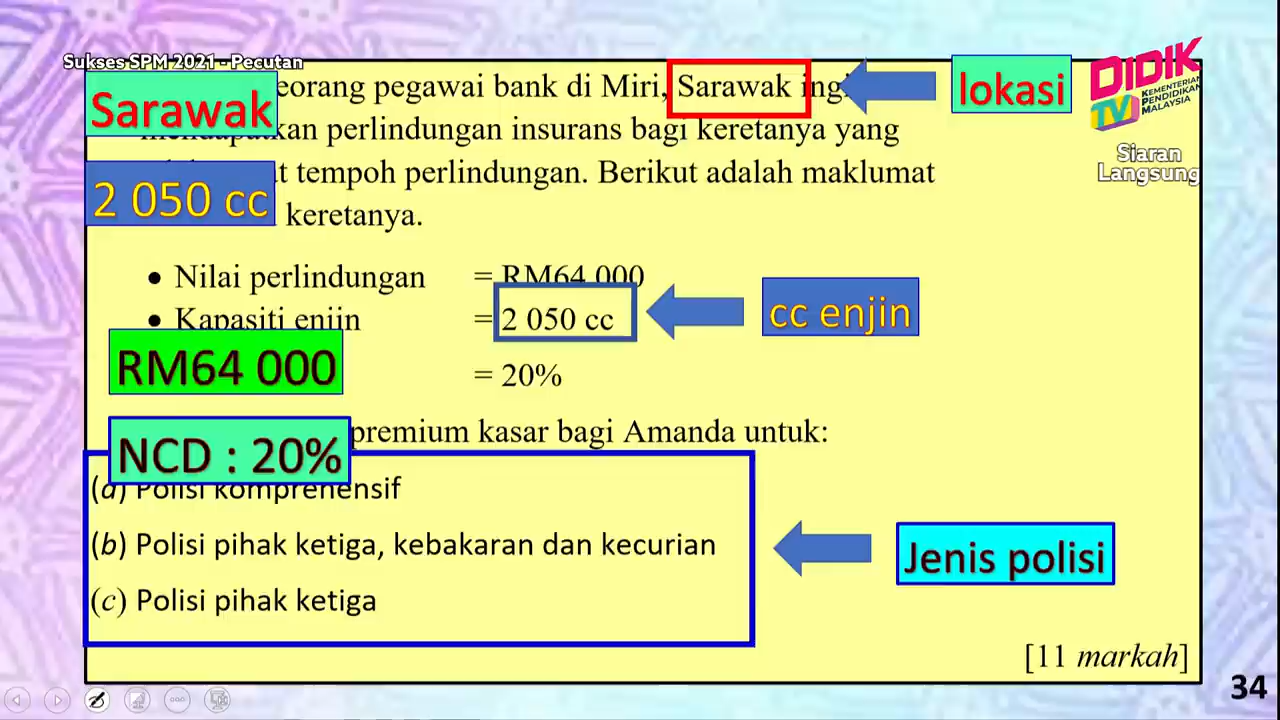 Sukses SPM 2021 - Pecutan
Sarawak
eorang pegawai bank di Miri, Sarawak ingi
lokasi
DIDIK
TV
KEMENTERIAN
PENDIDIKAN
MALAYSIA
Siaran
Langsung
kan perlindungan insurans bagi keretanya yang
2 050 cc
t tempoh perlindungan. Berikut adalah maklumat
keretanya.
• Nilai perlindungan = RM64 000
• Kapasiti enjin = 2 050 cc
cc enjin
RM64 000
= 20%
NCD : 20%
premium kasar bagi Amanda untuk:
(a) Polisi komprehensif
(b) Polisi pihak ketiga, kebakaran dan kecurian
(c) Polisi pihak ketiga
Jenis polisi
[11 markah]
34